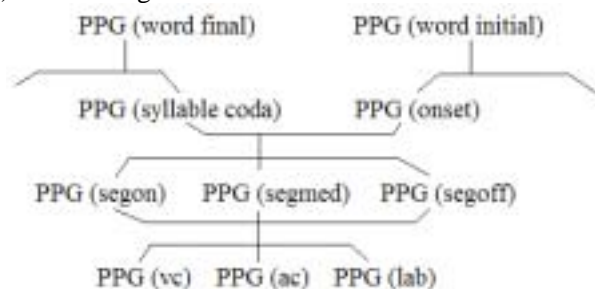 PPG (word final) PPG (word initial)
PPG (syllable coda) PPG (onset)
PPG (segon) PPG (segmed) PPG (segoff)
PPG (vc) PPG (ac) PPG (lab)